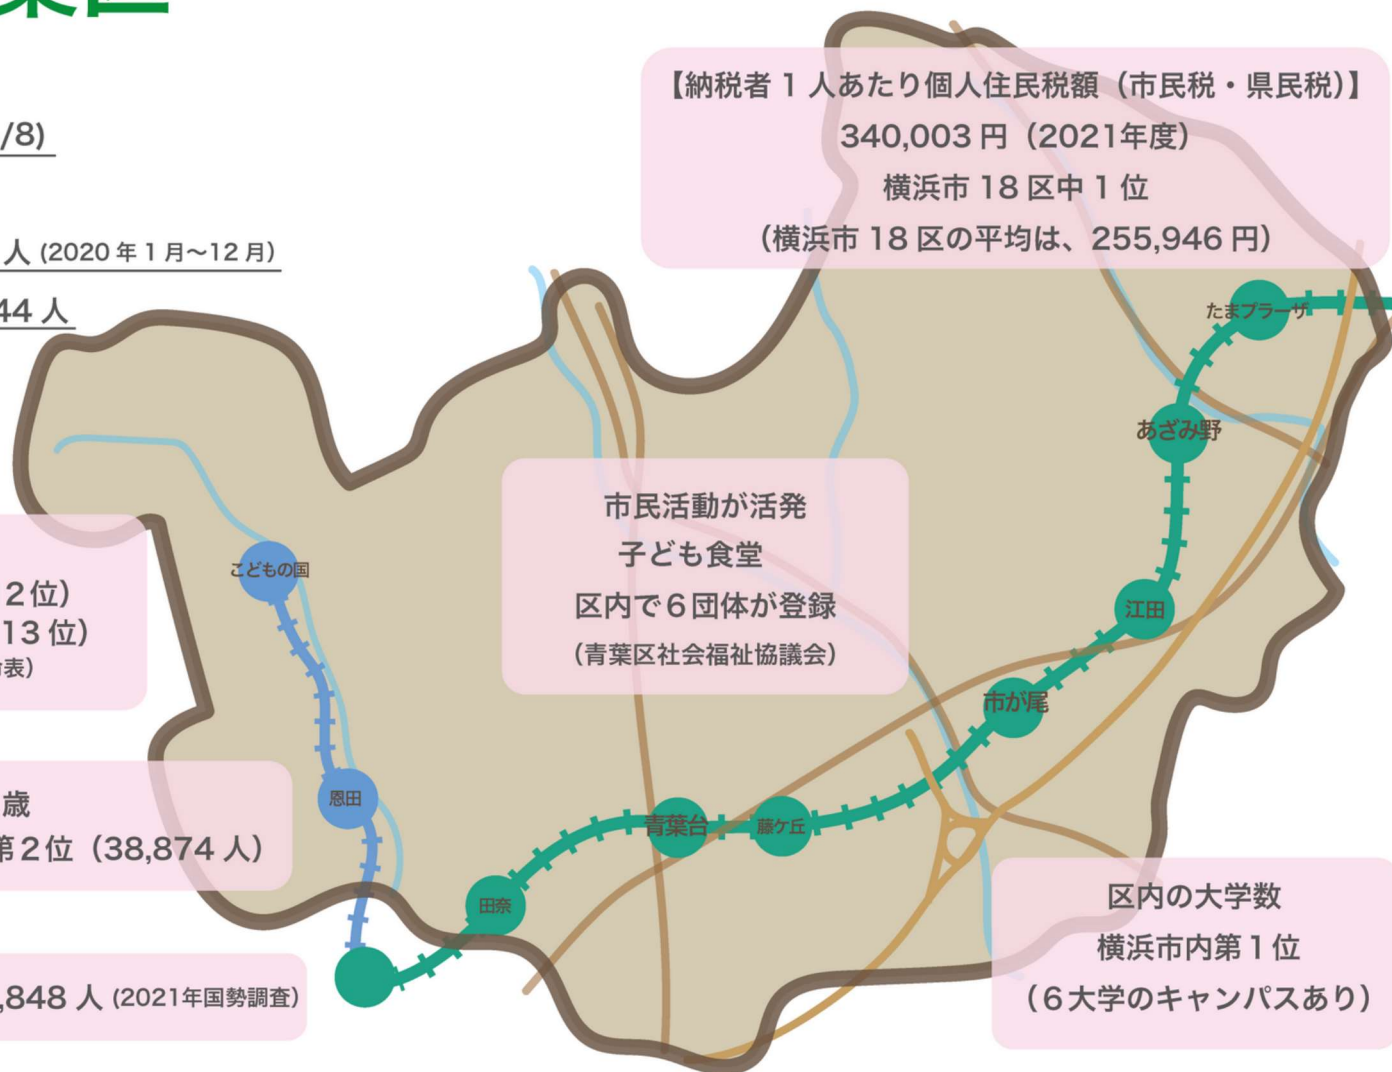 葉区
/8)
人 (2020 年 1 月〜12 月)
44 人
【納税者 1 人あたり個人住民税額（市民税・県民税）】
340,003 円（2021年度）
横浜市 18 区中 1 位
（横浜市 18 区の平均は、255,946 円）
たまプラーザ
あざみ野
市民活動が活発
子ども食堂
区内で６団体が登録
（青葉区社会福祉協議会）
こどもの国
２位）
13 位）
表）
江田
市が尾
恩田
歳
第２位（38,874 人）
青葉台
藤ケ丘
田奈
区内の大学数
横浜市内第１位
（６大学のキャンパスあり）
,848 人 (2021年国勢調査)